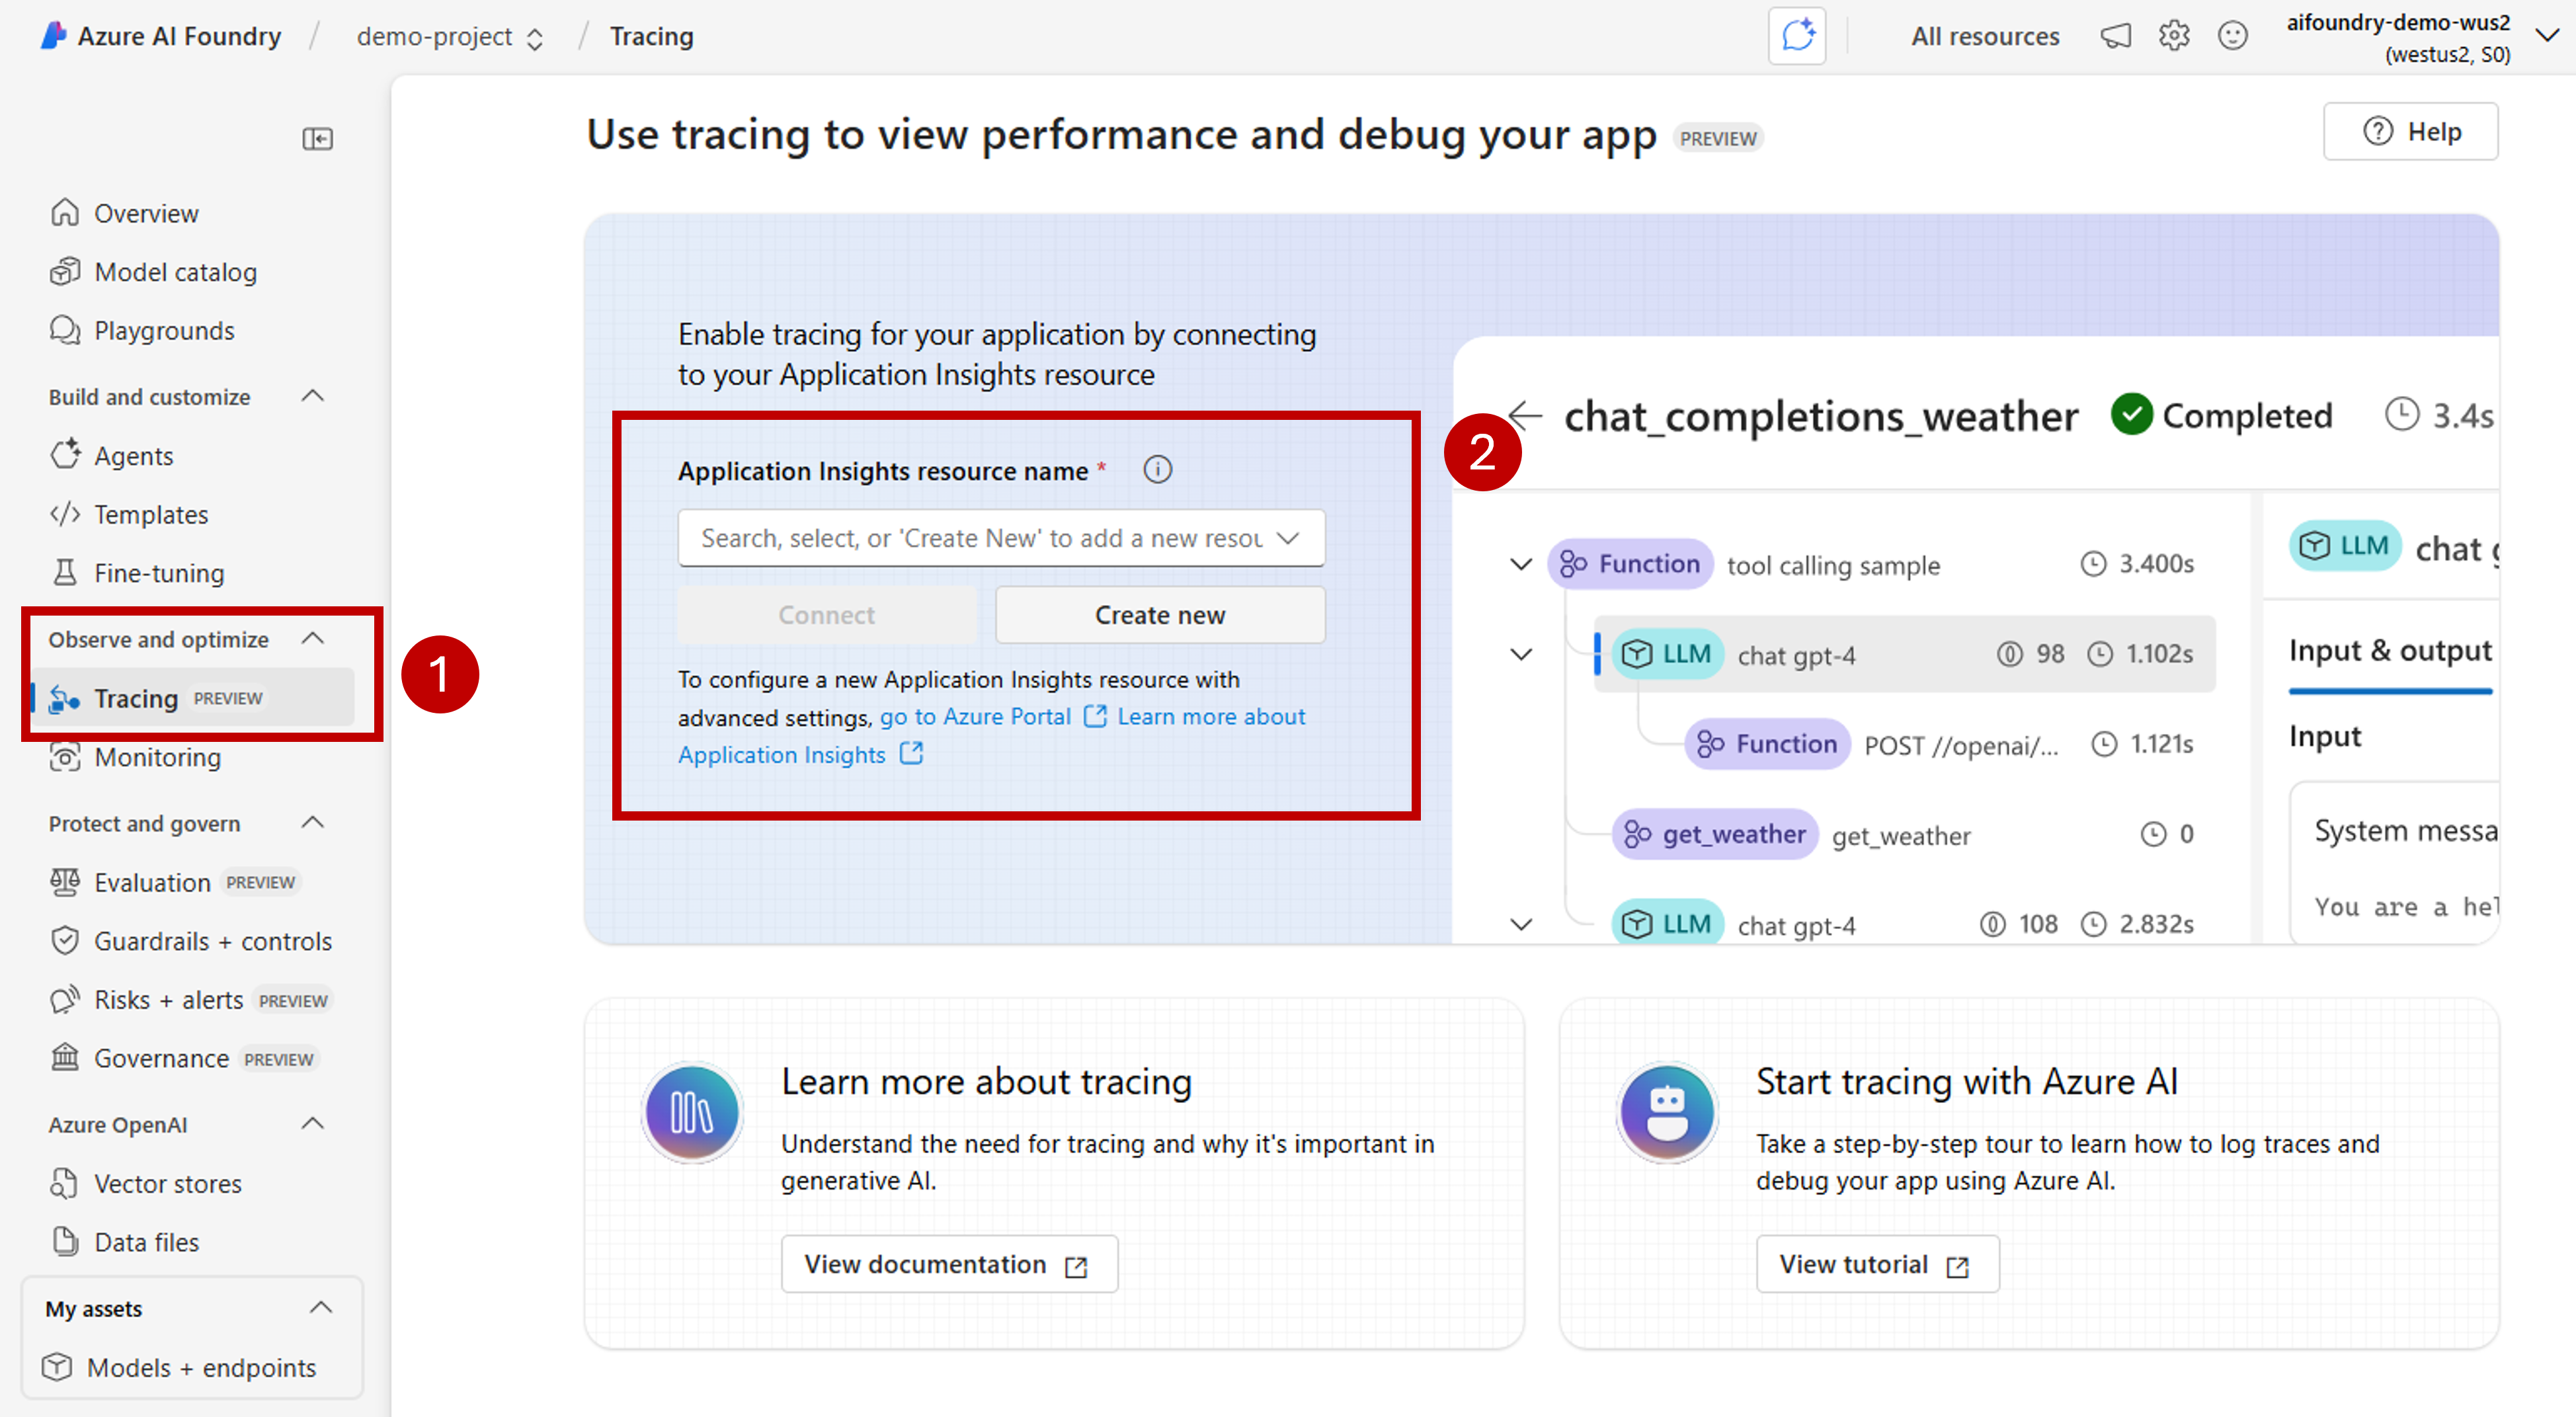 Azure AI Foundry / demo-project / Tracing
All resources
aifoundry-demo-wus2
(westus2, S0)
Overview
Model catalog
Playgrounds
Build and customize
Agents
Templates
Fine-tuning
Observe and optimize
Tracing PREVIEW
Monitoring
Protect and govern
Evaluation PREVIEW
Guardrails + controls
Risks + alerts PREVIEW
Governance PREVIEW
Azure OpenAI
Vector stores
Data files
My assets
Models + endpoints
1
Use tracing to view performance and debug your app PREVIEW
Help
Enable tracing for your application by connecting
to your Application Insights resource
Application Insights resource name *
Search, select, or 'Create New' to add a new resou
Connect
Create new
To configure a new Application Insights resource with
advanced settings, go to Azure Portal Learn more about
Application Insights
2
chat_completions_weather Completed 3.4s
Function tool calling sample 3.400s
LLM chat gpt-4 98 1.102s
Function POST //openai/... 1.121s
get_weather get_weather 0
LLM chat gpt-4 108 2.832s
LLM chat
Input & output
Input
System messa
You are a hel
Learn more about tracing
Understand the need for tracing and why it's important in
generative AI.
View documentation
Start tracing with Azure AI
Take a step-by-step tour to learn how to log traces and
debug your app using Azure AI.
View tutorial